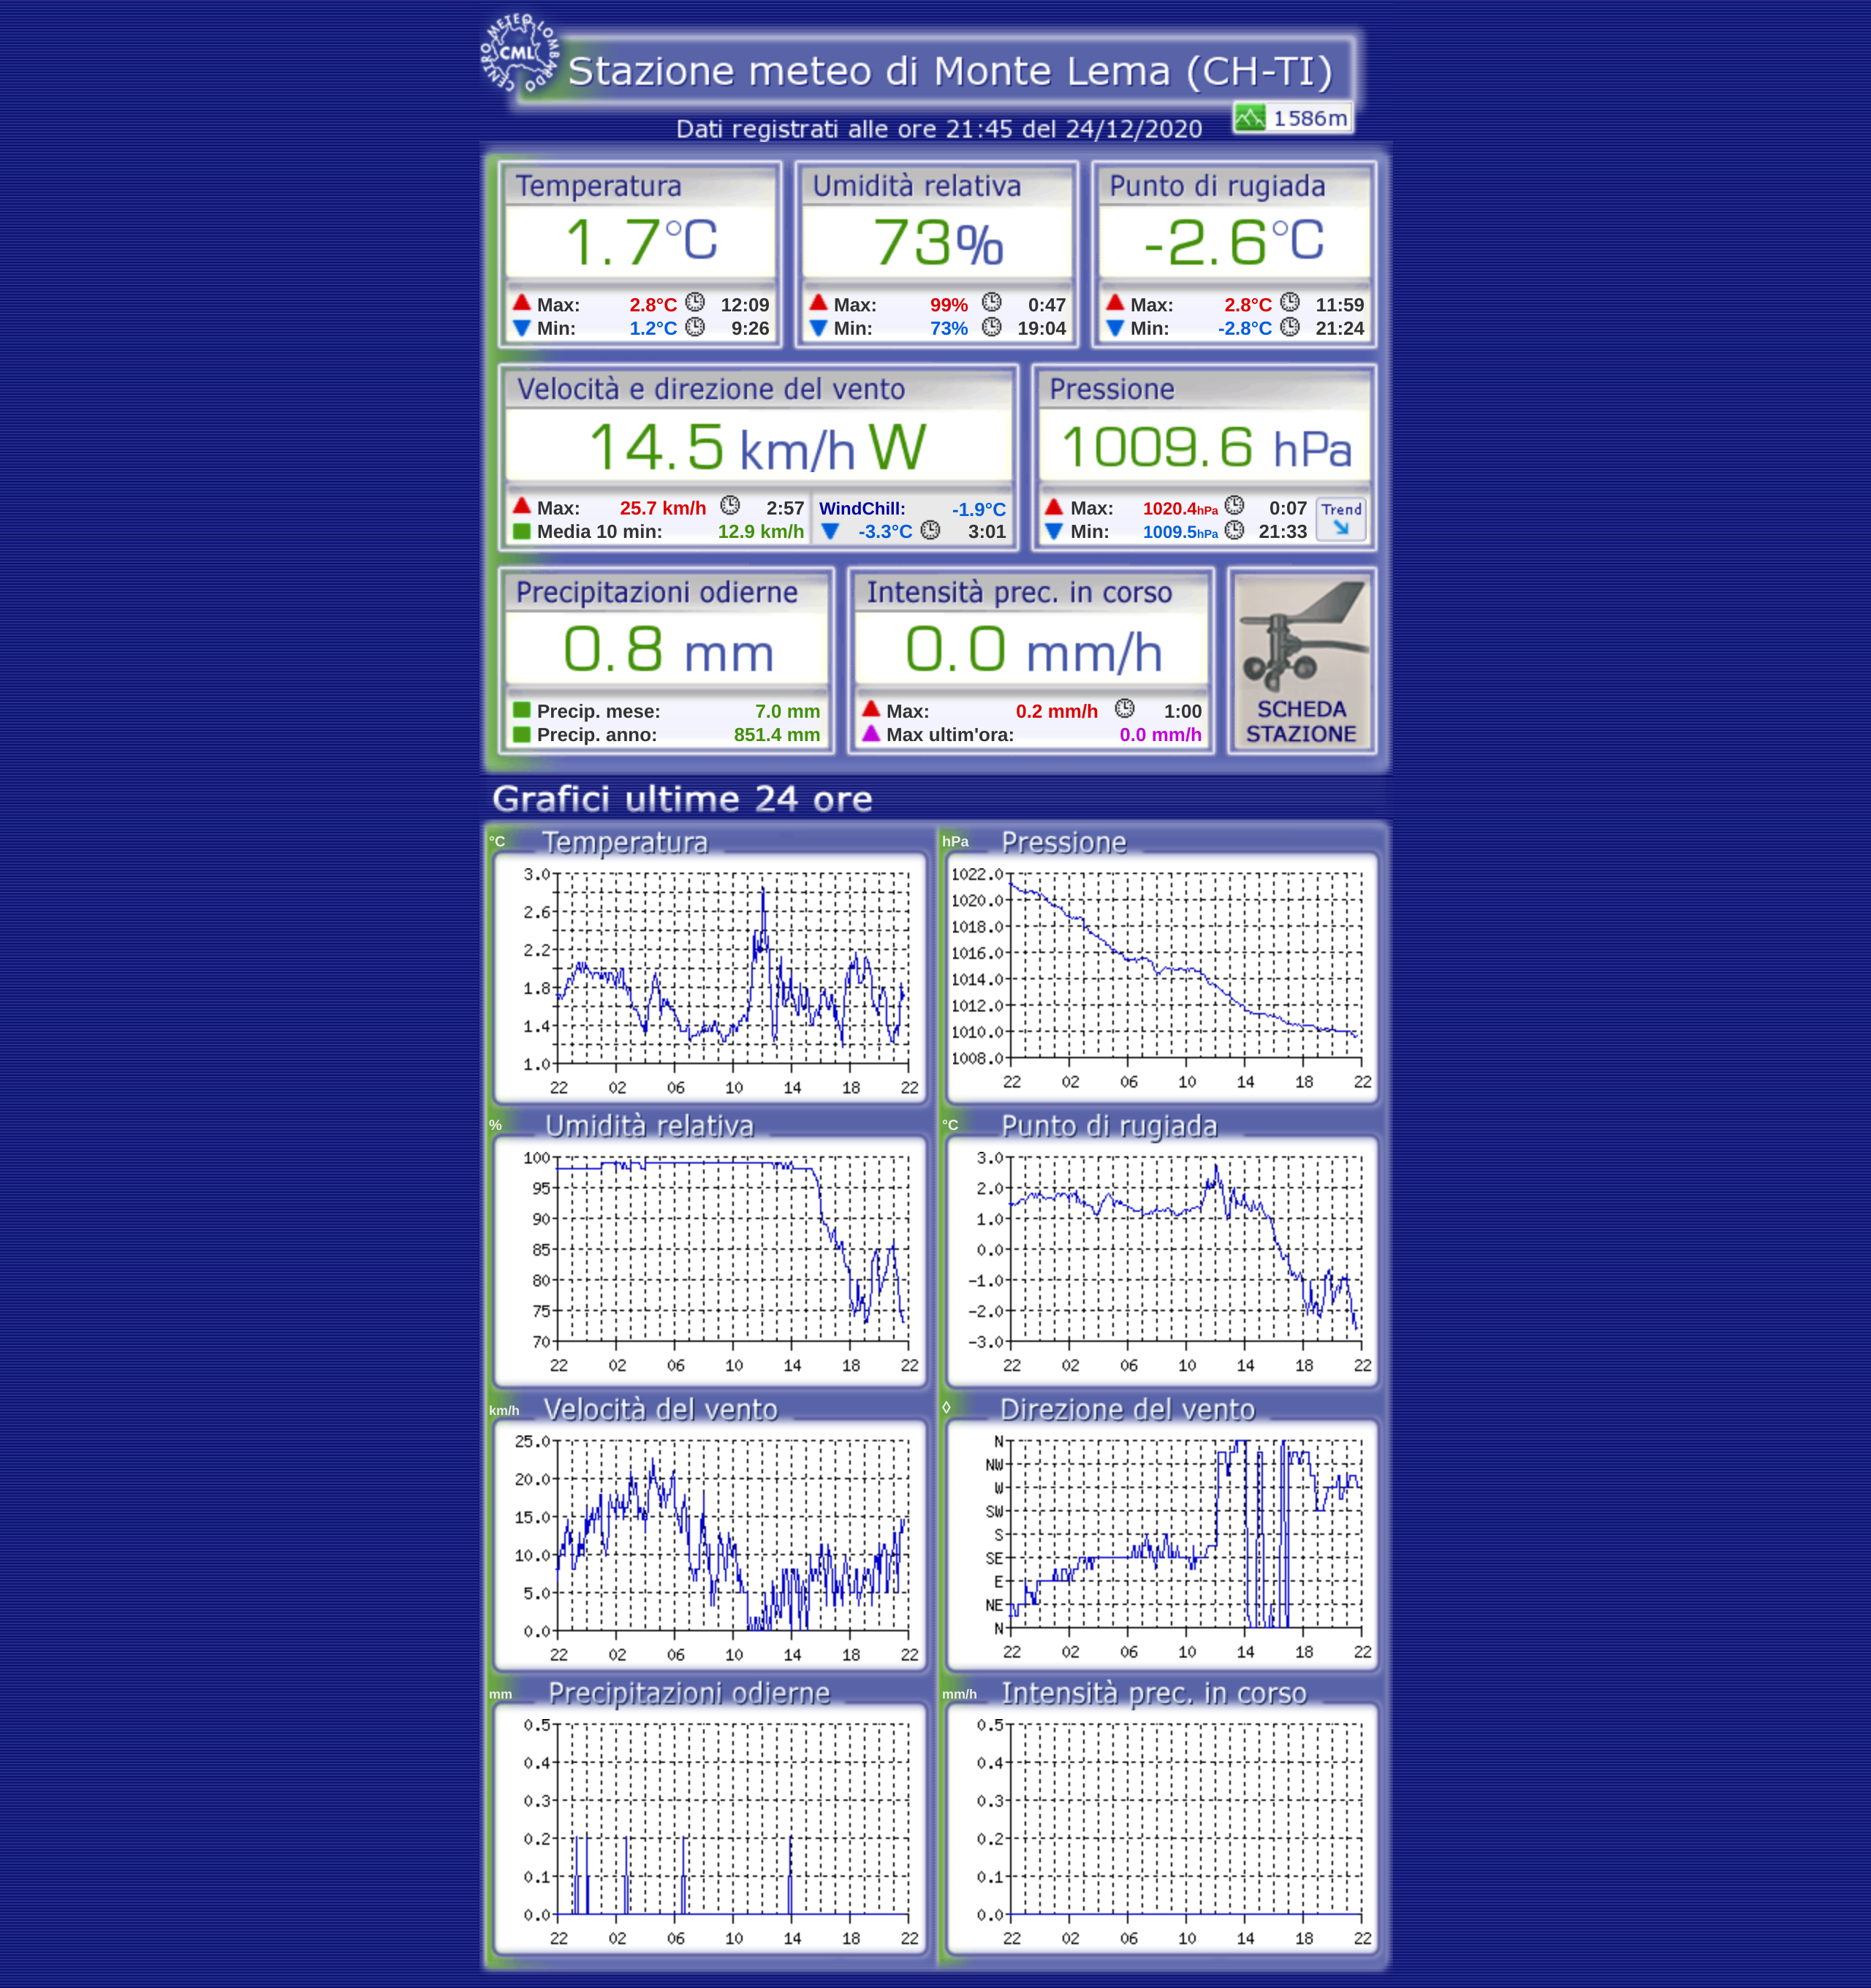 CENTRO METEO LOMBARDO
CML
Stazione meteo di Monte Lema (CH-TI)
1586m
Dati registrati alle ore 21:45 del 24/12/2020
Temperatura Umidità relativa Punto di rugiada
1.7°C 73% -2.6°C
Max: 2.8°C 12:09 Max: 99% 0:47 Max: 2.8°C 11:59
Min: 1.2°C 9:26 Min: 73% 19:04 Min: -2.8°C 21:24
Velocità e direzione del vento Pressione
14.5 km/h W 1009.6 hPa
Max: 25.7 km/h 2:57 WindChill: -1.9°C Max: 1020.4hPa 0:07 Trend
Media 10 min: 12.9 km/h -3.3°C 3:01 Min: 1009.5hPa 21:33
Precipitazioni odierne Intensità prec. in corso
0.8 mm 0.0 mm/h
Precip. mese: 7.0 mm Max: 0.2 mm/h 1:00 SCHEDA
Precip. anno: 851.4 mm Max ultim'ora: 0.0 mm/h STAZIONE
Grafici ultime 24 ore
°C Temperatura
3.0
2.6
2.2
1.8
1.4
1.0
22 02 06 10 14 18 22
hPa Pressione
1022.0
1020.0
1018.0
1016.0
1014.0
1012.0
1010.0
1008.0
22 02 06 10 14 18 22
% Umidità relativa
100
95
90
85
80
75
70
22 02 06 10 14 18 22
°C Punto di rugiada
3.0
2.0
1.0
0.0
-1.0
-2.0
-3.0
22 02 06 10 14 18 22
km/h Velocità del vento
25.0
20.0
15.0
10.0
5.0
0.0
22 02 06 10 14 18 22
◊ Direzione del vento
N
NW
W
SW
S
SE
E
NE
N
22 02 06 10 14 18 22
mm Precipitazioni odierne
0.5
0.4
0.3
0.2
0.1
0.0
22 02 06 10 14 18 22
mm/h Intensità prec. in corso
0.5
0.4
0.3
0.2
0.1
0.0
22 02 06 10 14 18 22